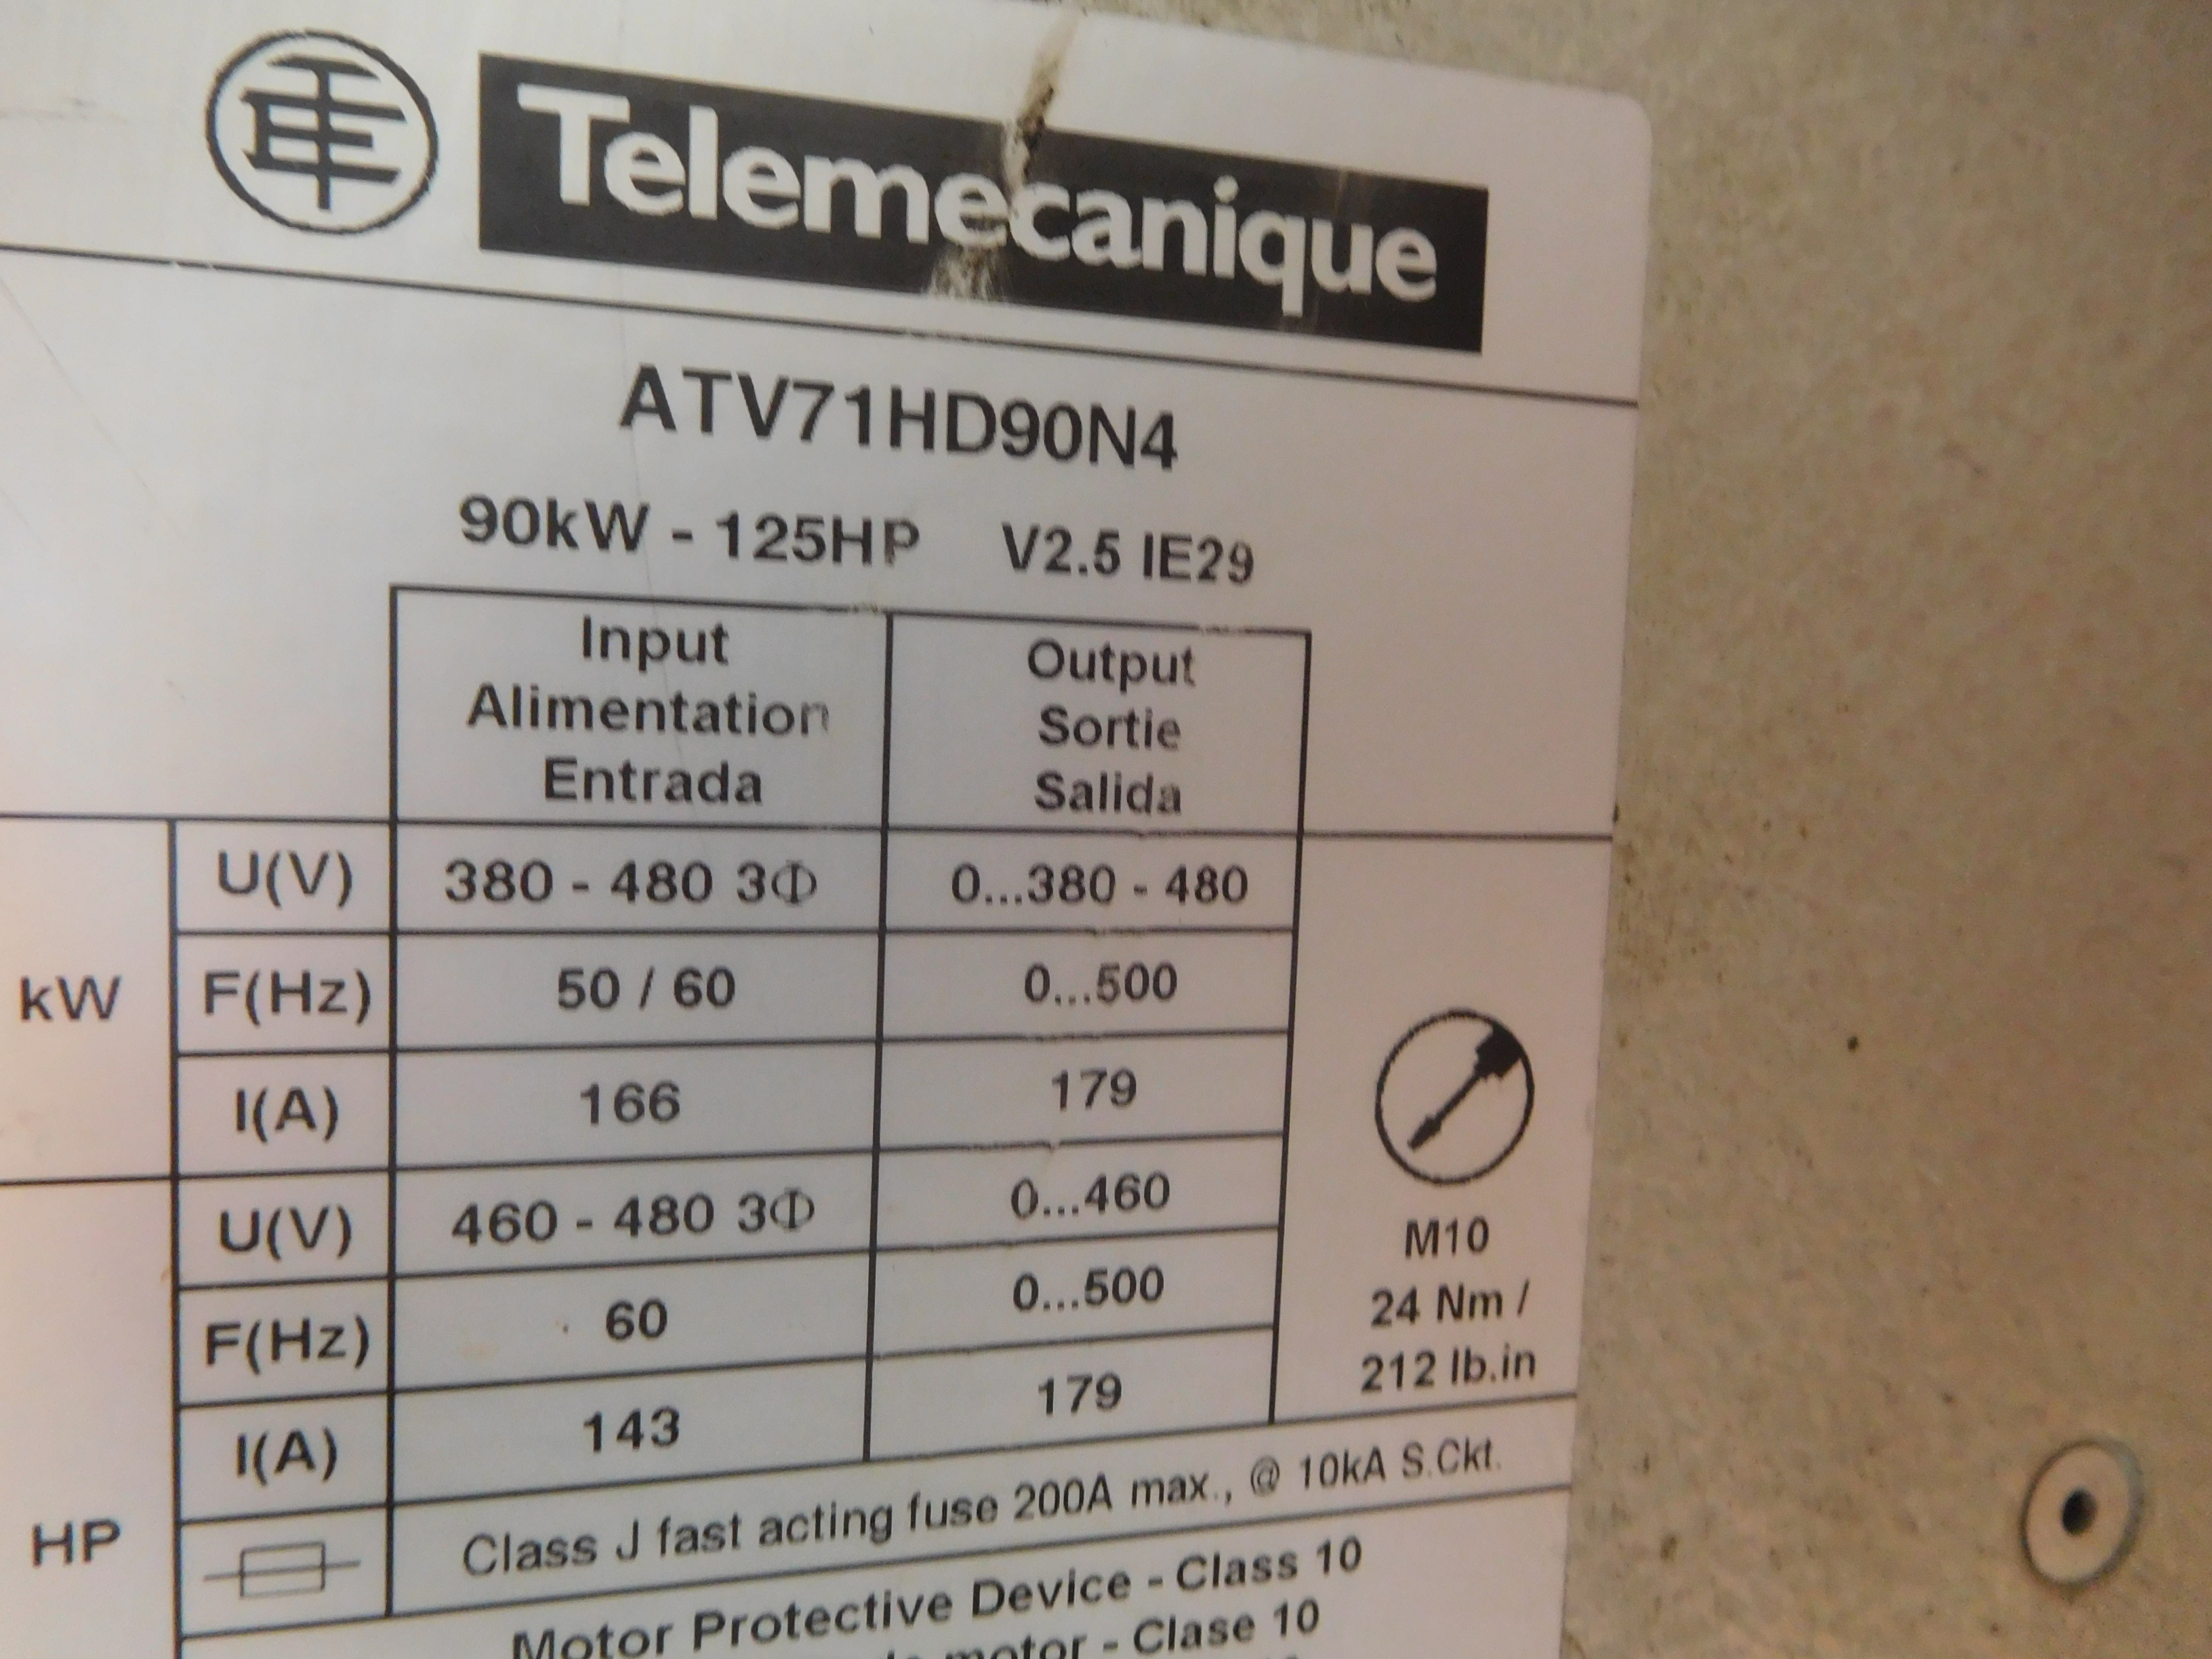 TE
Telemecanique
ATV71HD90N4
90kW - 125HP V2.5 IE29
Input Output
Alimentation Sortie
Entrada Salida
kW
U(V) 380 - 480 3Φ 0...380 - 480
F(Hz) 50 / 60 0...500
I(A) 166 179
HP
U(V) 460 - 480 3Φ 0...460
F(Hz) 60 0...500
I(A) 143 179
M10
24 Nm /
212 lb.in
Class J fast acting fuse 200A max., @ 10kA S.Ckt.
Motor Protective Device - Class 10
motor - Clase 10